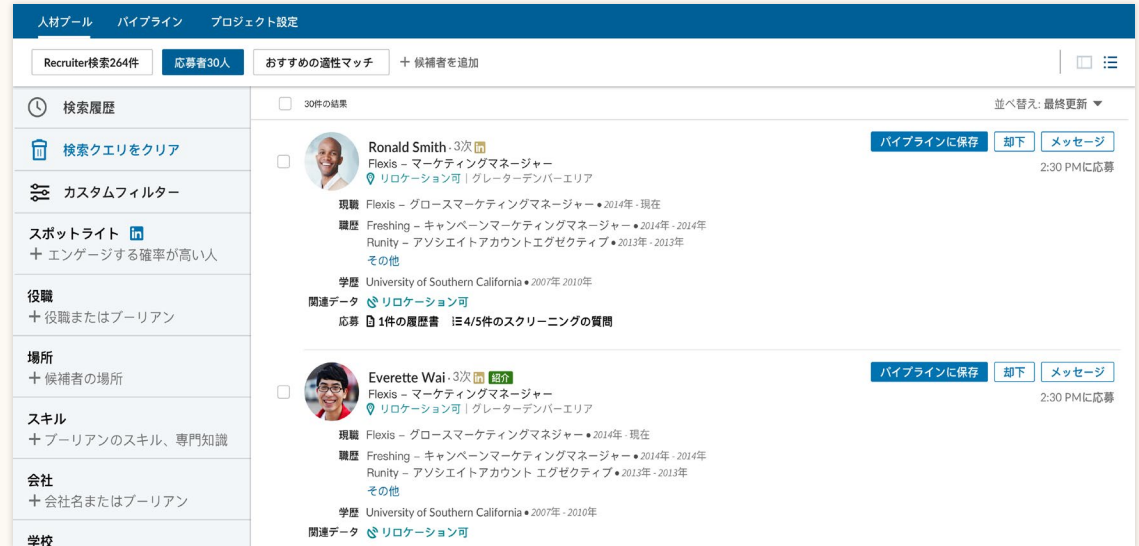 人材プール パイプライン プロジェクト設定
Recruiter検索264件 応募者30人 おすすめの適性マッチ + 候補者を追加
検索履歴
検索クエリをクリア
カスタムフィルター
スポットライト in
+ エンゲージする確率が高い人
役職
+ 役職またはブーリアン
場所
+ 候補者の場所
スキル
+ ブーリアンのスキル、専門知識
会社
+ 会社名またはブーリアン
学校
30件の結果 並べ替え: 最終更新 ▼
Ronald Smith · 3次 in パイプラインに保存 却下 メッセージ
Flexis – マーケティングマネージャー 2:30 PMに応募
リロケーション可 | グレーターデンバーエリア
現職 Flexis – グロースマーケティングマネージャー • 2014年 - 現在
職歴 Freshing – キャンペーンマーケティングマネージャー • 2014年 - 2014年
Runity – アソシエイトアカウントエグゼクティブ • 2013年 - 2013年
その他
学歴 University of Southern California • 2007年 2010年
関連データ リロケーション可
応募 1件の履歴書 4/5件のスクリーニングの質問
Everette Wai · 3次 in 紹介 パイプラインに保存 却下 メッセージ
Flexis – マーケティングマネージャー 2:30 PMに応募
リロケーション可 | グレーターデンバーエリア
現職 Flexis – グロースマーケティングマネジャー • 2014年 - 現在
職歴 Freshing – キャンペーンマーケティングマネージャー • 2014年 - 2014年
Runity – アソシエイトアカウント エグゼクティブ • 2013年 - 2013年
その他
学歴 University of Southern California • 2007年 - 2010年
関連データ リロケーション可